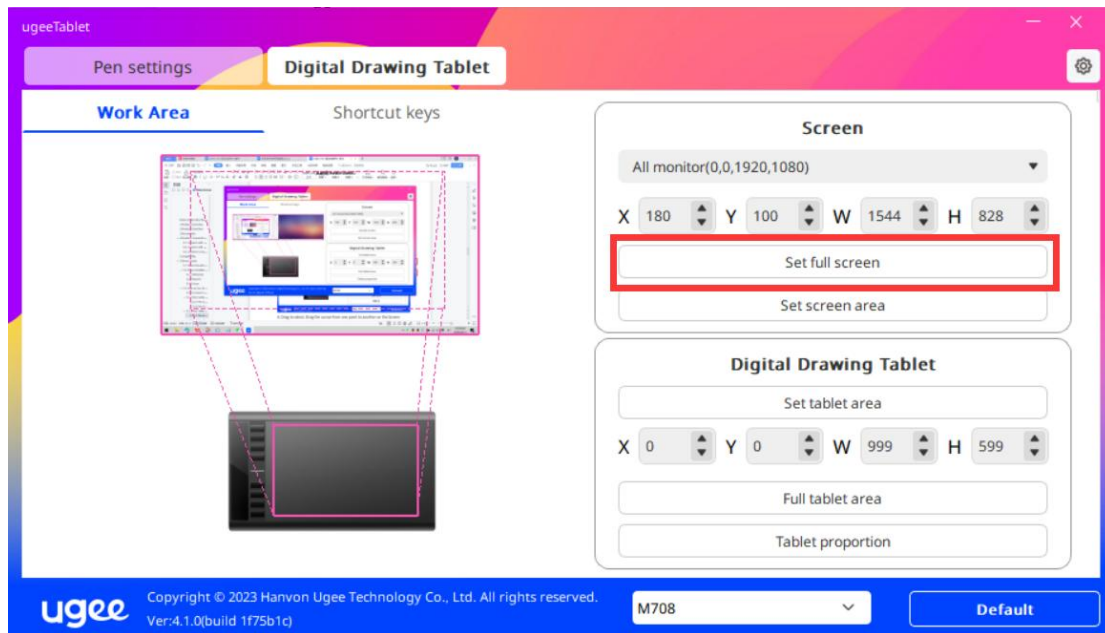 ugeeTablet
Pen settings
Digital Drawing Tablet
Work Area
Shortcut keys
Screen
All monitor(0,0,1920,1080)
X 180 Y 100 W 1544 H 828
Set full screen
Set screen area
Digital Drawing Tablet
Set tablet area
X 0 Y 0 W 999 H 599
Full tablet area
Tablet proportion
ugee
Copyright © 2023 Hanvon Ugee Technology Co., Ltd. All rights reserved.
Ver:4.1.0(build 1f75b1c)
M708
Default